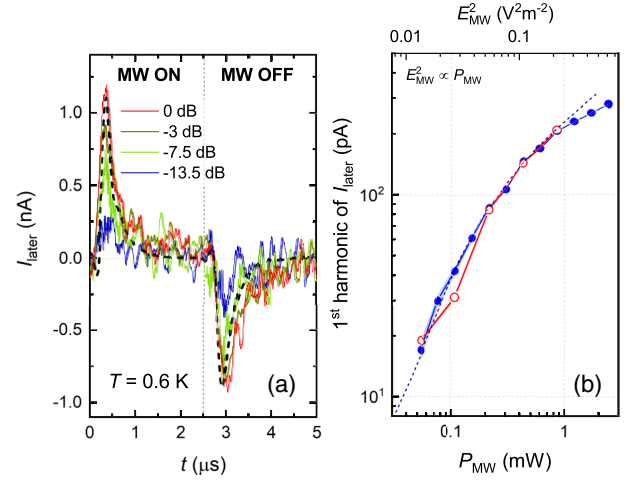 MW ON
MW OFF
0 dB
-3 dB
-7.5 dB
-13.5 dB
1.0
0.5
0.0
-0.5
-1.0
I_later (nA)
T = 0.6 K
(a)
0 1 2 3 4 5
t (μs)
E²_MW (V²m⁻²)
0.01 0.1
E²_MW ∝ P_MW
10²
10¹
1ˢᵗ harmonic of I_later (pA)
(b)
0.1 1
P_MW (mW)